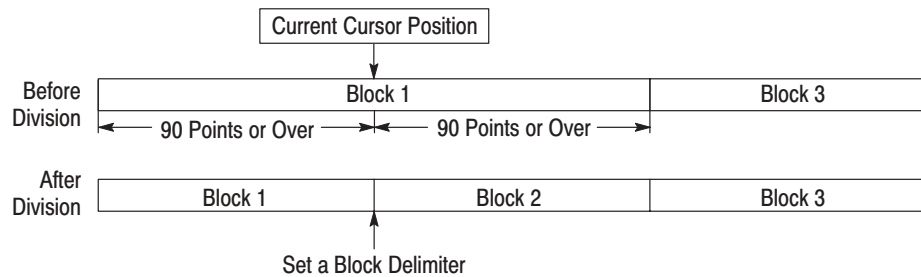 Current Cursor Position
Before
Division
Block 1
Block 3
90 Points or Over
90 Points or Over
After
Division
Block 1
Block 2
Block 3
Set a Block Delimiter